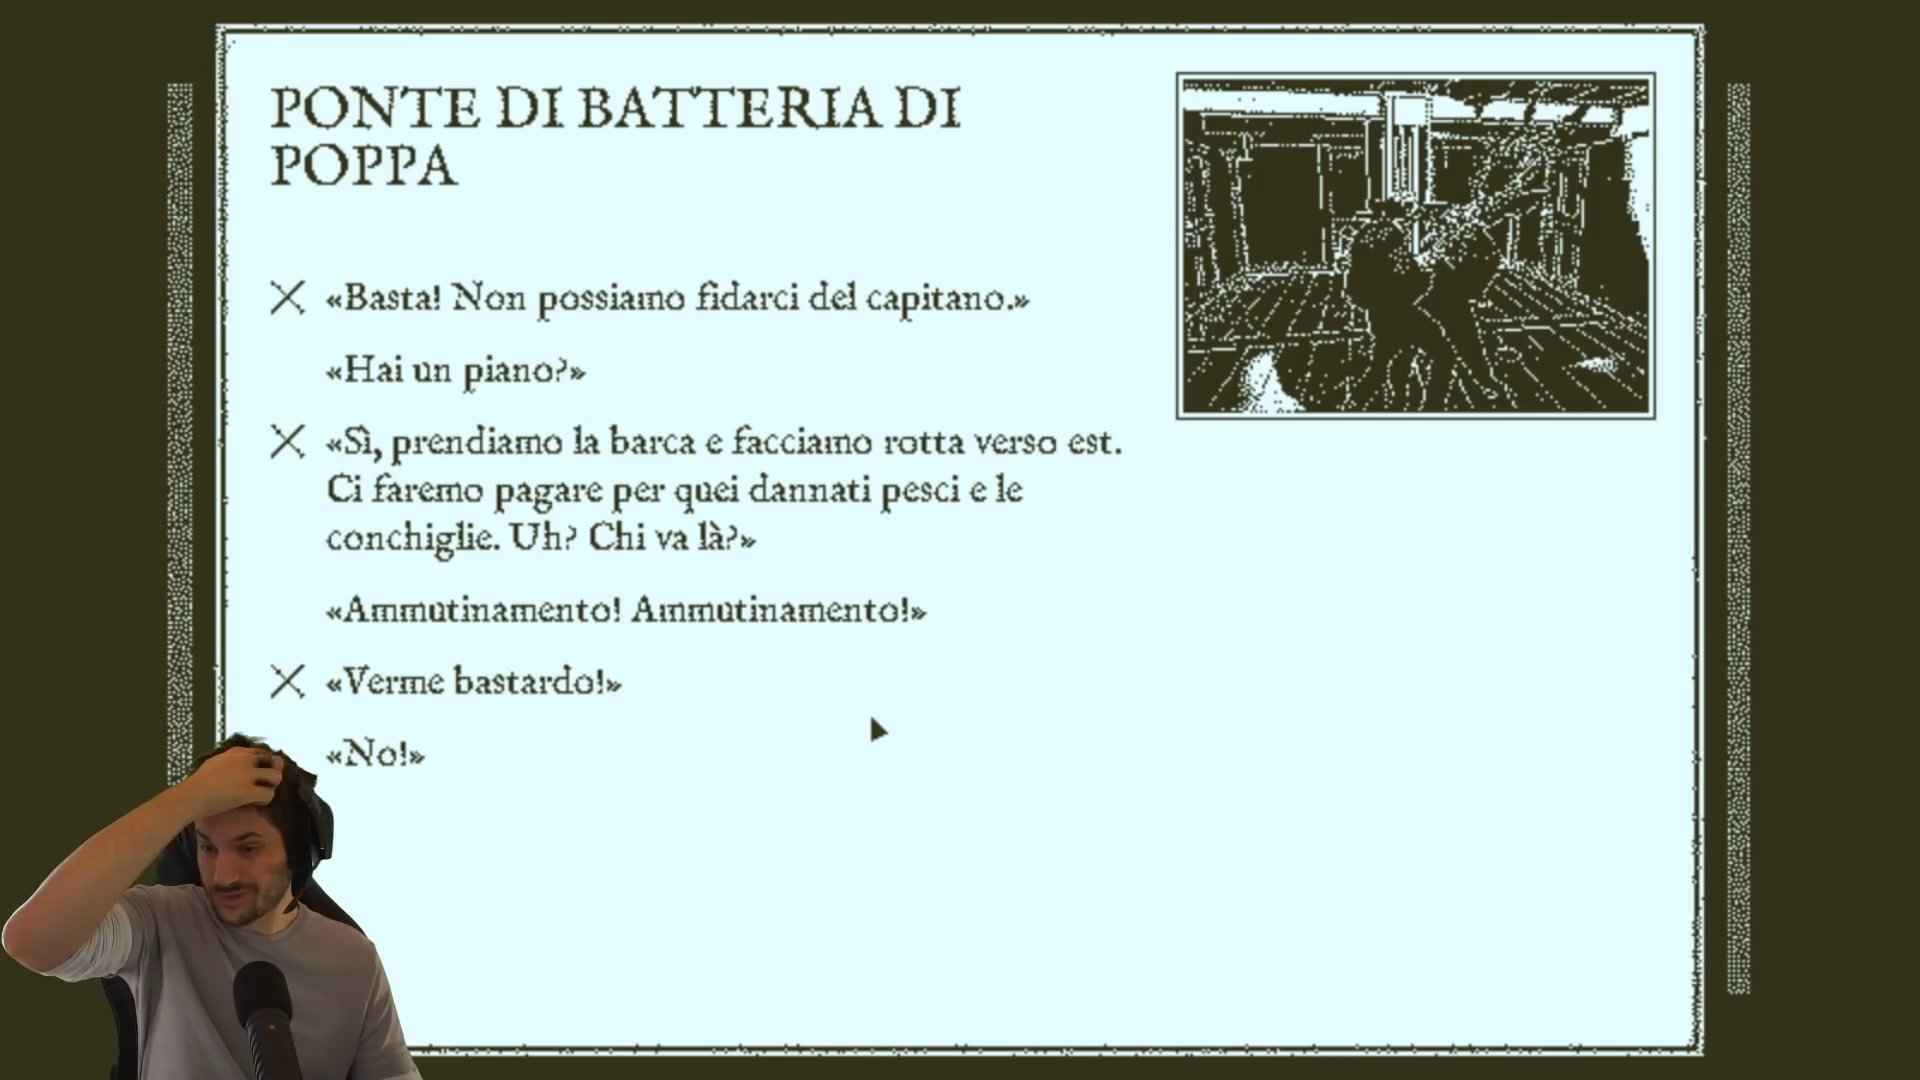 PONTE DI BATTERIA DI
POPPA
«Basta! Non possiamo fidarci del capitano.»
«Hai un piano?»
«Sì, prendiamo la barca e facciamo rotta verso est.
Ci faremo pagare per quei dannati pesci e le
conchiglie. Uh? Chi va là?»
«Ammutinamento! Ammutinamento!»
«Verme bastardo!»
«No!»